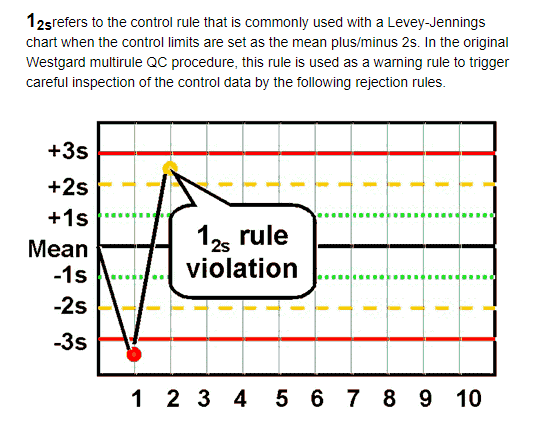 12srefers to the control rule that is commonly used with a Levey-Jennings
chart when the control limits are set as the mean plus/minus 2s. In the original
Westgard multirule QC procedure, this rule is used as a warning rule to trigger
careful inspection of the control data by the following rejection rules.
+3s
+2s
+1s
Mean
-1s
-2s
-3s
12s rule
violation
1 2 3 4 5 6 7 8 9 10